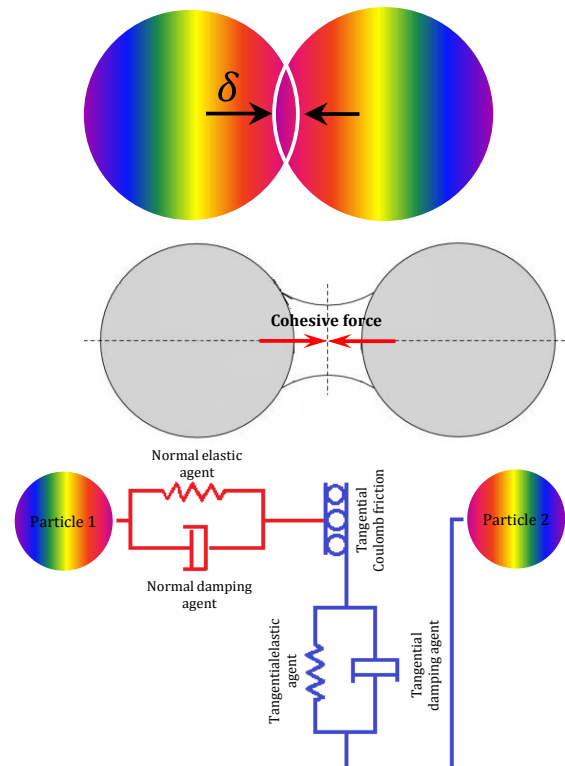 δ
Cohesive force
Normal elastic
agent
Particle 1
Normal damping
agent
Tangential
Coulomb friction
Particle 2
Tangentialelastic
agent
Tangential
damping agent